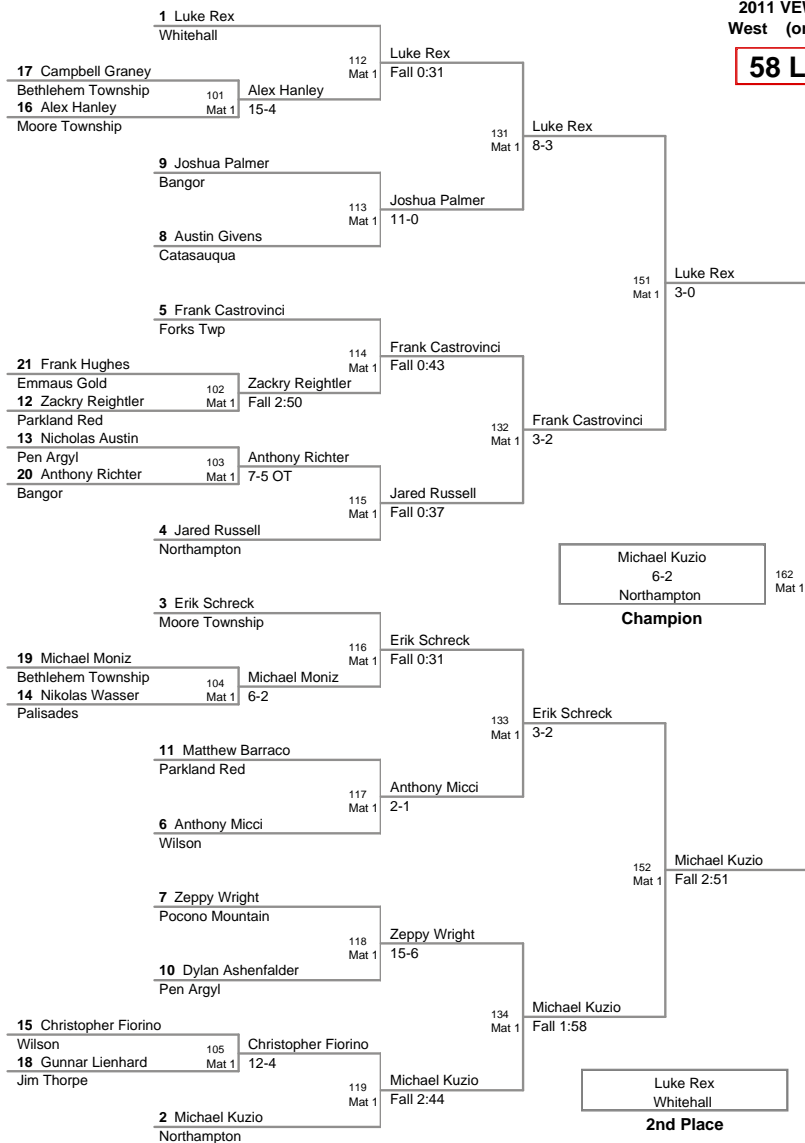 2011 VEW
West (or
58 L
1 Luke Rex
Whitehall
112
Mat 1
Luke Rex
Fall 0:31
17 Campbell Graney
Bethlehem Township
16 Alex Hanley
Moore Township
101
Mat 1
Alex Hanley
15-4
131
Mat 1
Luke Rex
8-3
9 Joshua Palmer
Bangor
113
Mat 1
Joshua Palmer
11-0
8 Austin Givens
Catasauqua
151
Mat 1
Luke Rex
3-0
5 Frank Castrovinci
Forks Twp
114
Mat 1
Frank Castrovinci
Fall 0:43
21 Frank Hughes
Emmaus Gold
12 Zackry Reightler
Parkland Red
102
Mat 1
Zackry Reightler
Fall 2:50
132
Mat 1
Frank Castrovinci
3-2
13 Nicholas Austin
Pen Argyl
20 Anthony Richter
Bangor
103
Mat 1
Anthony Richter
7-5 OT
115
Mat 1
Jared Russell
Fall 0:37
4 Jared Russell
Northampton
Michael Kuzio
6-2
Northampton
Champion
162
Mat 1
3 Erik Schreck
Moore Township
116
Mat 1
Erik Schreck
Fall 0:31
19 Michael Moniz
Bethlehem Township
14 Nikolas Wasser
Palisades
104
Mat 1
Michael Moniz
6-2
133
Mat 1
Erik Schreck
3-2
11 Matthew Barraco
Parkland Red
117
Mat 1
Anthony Micci
2-1
6 Anthony Micci
Wilson
152
Mat 1
Michael Kuzio
Fall 2:51
7 Zeppy Wright
Pocono Mountain
118
Mat 1
Zeppy Wright
15-6
10 Dylan Ashenfalder
Pen Argyl
134
Mat 1
Michael Kuzio
Fall 1:58
15 Christopher Fiorino
Wilson
18 Gunnar Lienhard
Jim Thorpe
105
Mat 1
Christopher Fiorino
12-4
119
Mat 1
Michael Kuzio
Fall 2:44
2 Michael Kuzio
Northampton
Luke Rex
Whitehall
2nd Place